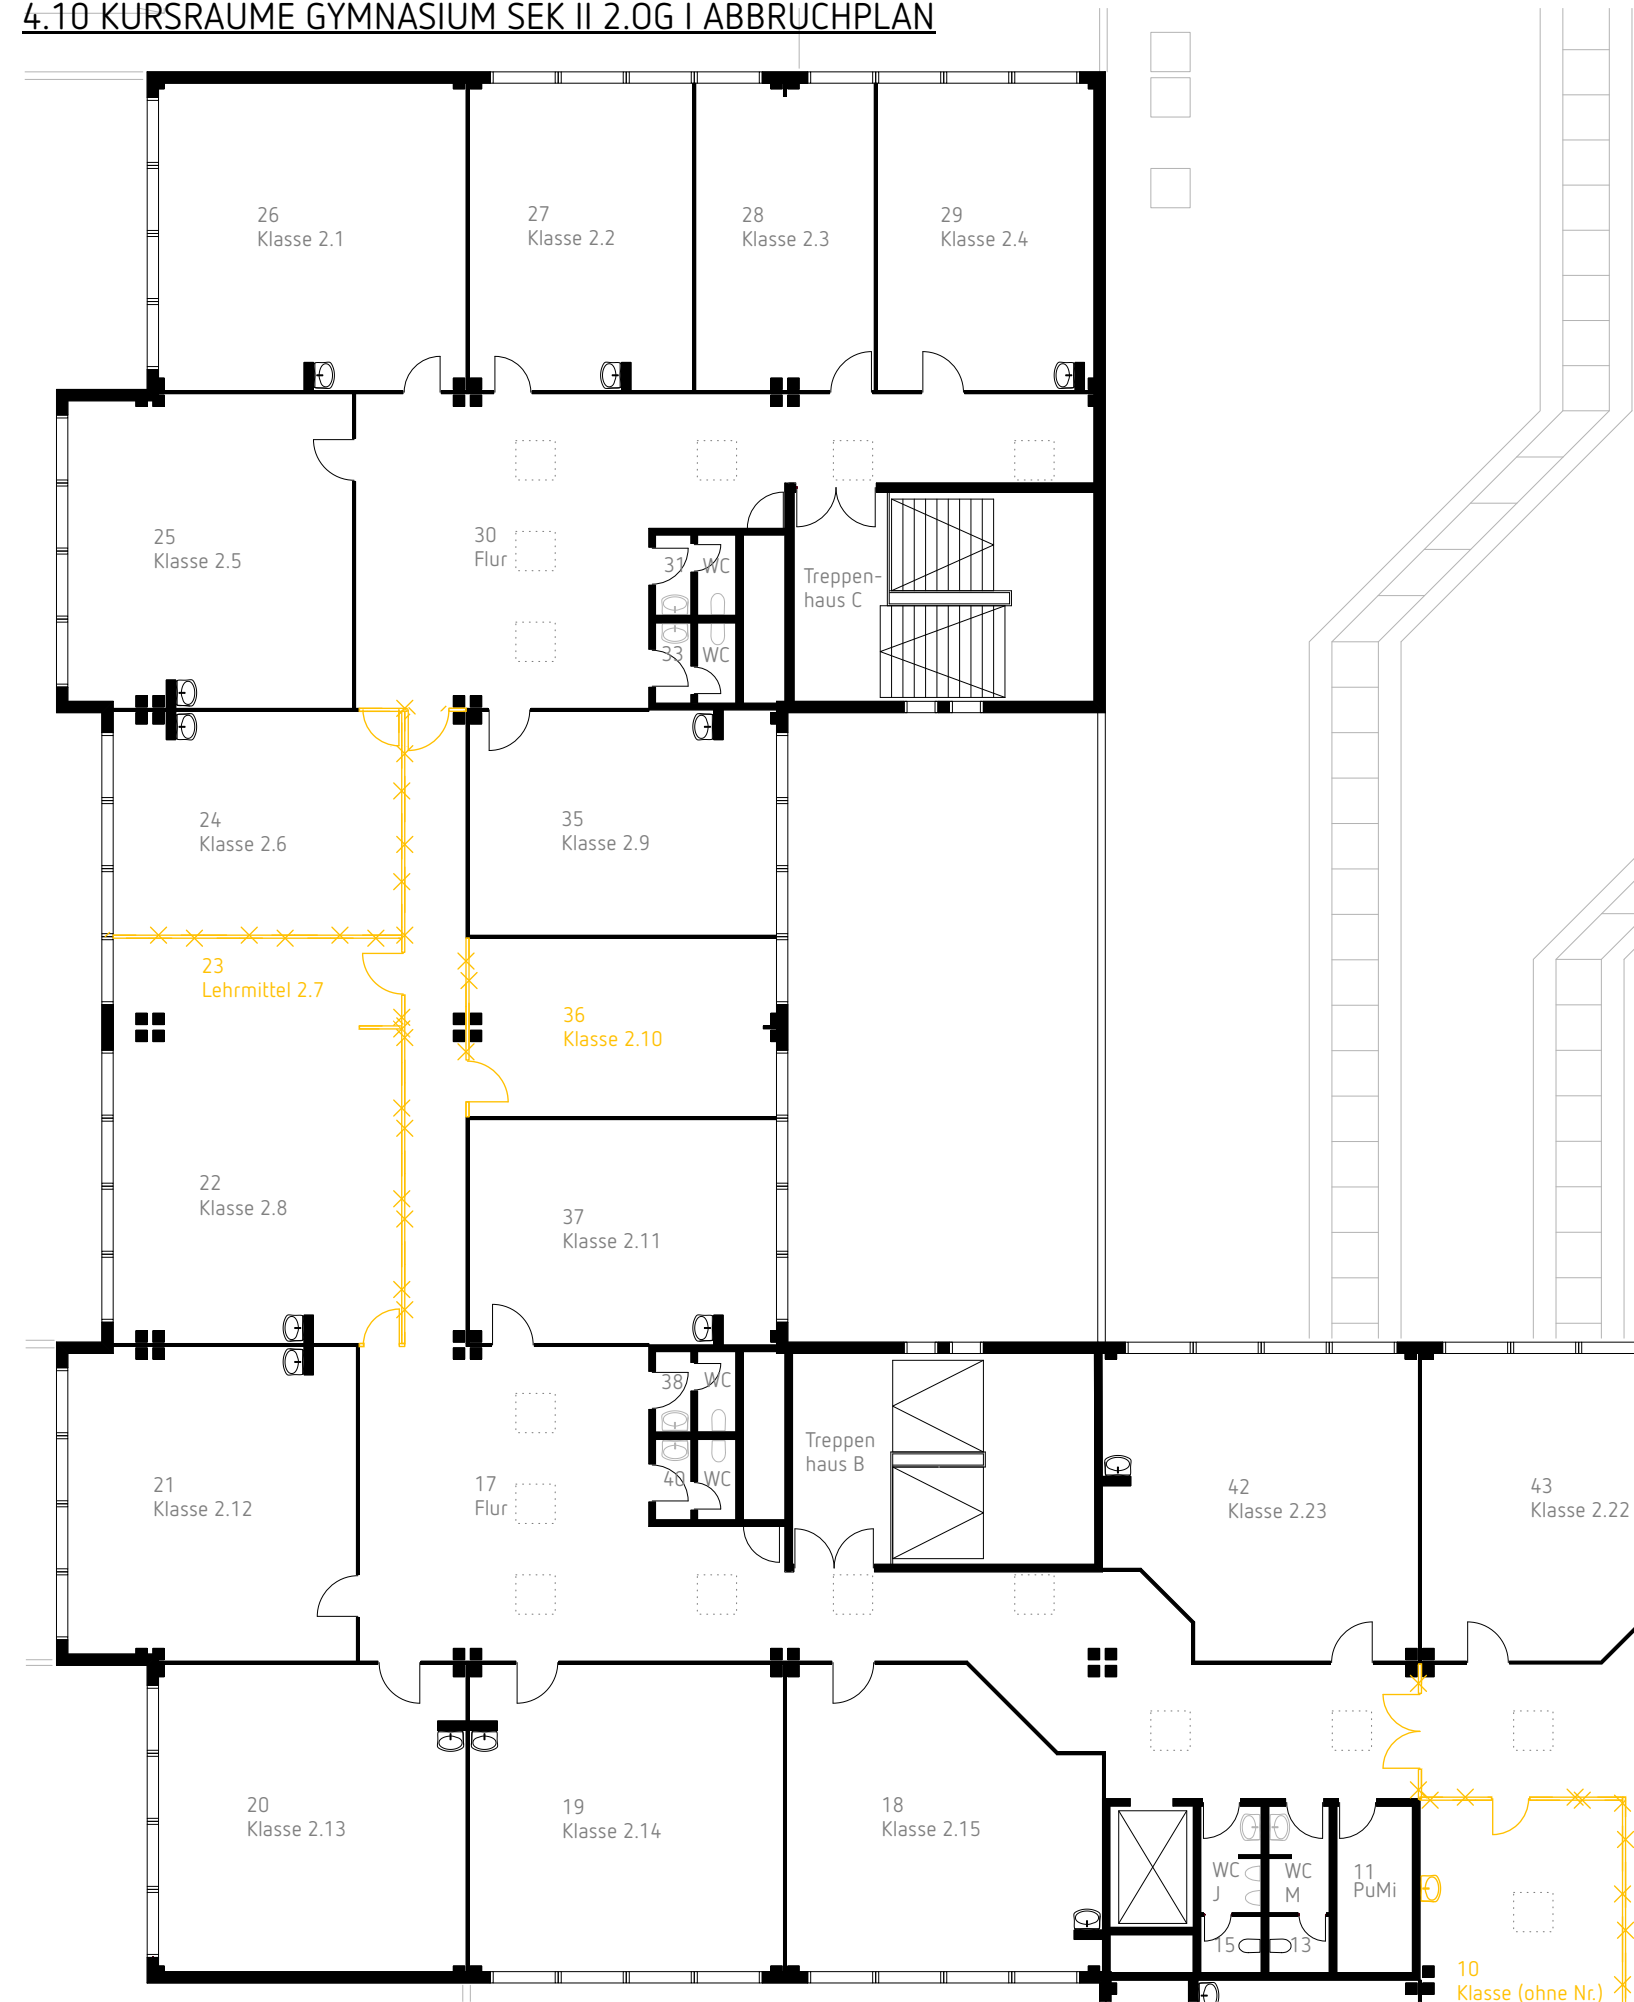 4.10 KURSRÄUME GYMNASIUM SEK II 2.OG I ABBRUCHPLAN
26
Klasse 2.1
27
Klasse 2.2
28
Klasse 2.3
29
Klasse 2.4
25
Klasse 2.5
30
Flur
31
WC
33
WC
Treppen-
haus C
24
Klasse 2.6
35
Klasse 2.9
23
Lehrmittel 2.7
36
Klasse 2.10
22
Klasse 2.8
37
Klasse 2.11
38
WC
40
WC
Treppen
haus B
21
Klasse 2.12
17
Flur
42
Klasse 2.23
43
Klasse 2.22
20
Klasse 2.13
19
Klasse 2.14
18
Klasse 2.15
WC
J
WC
M
11
PuMi
15
13
10
Klasse (ohne Nr.)